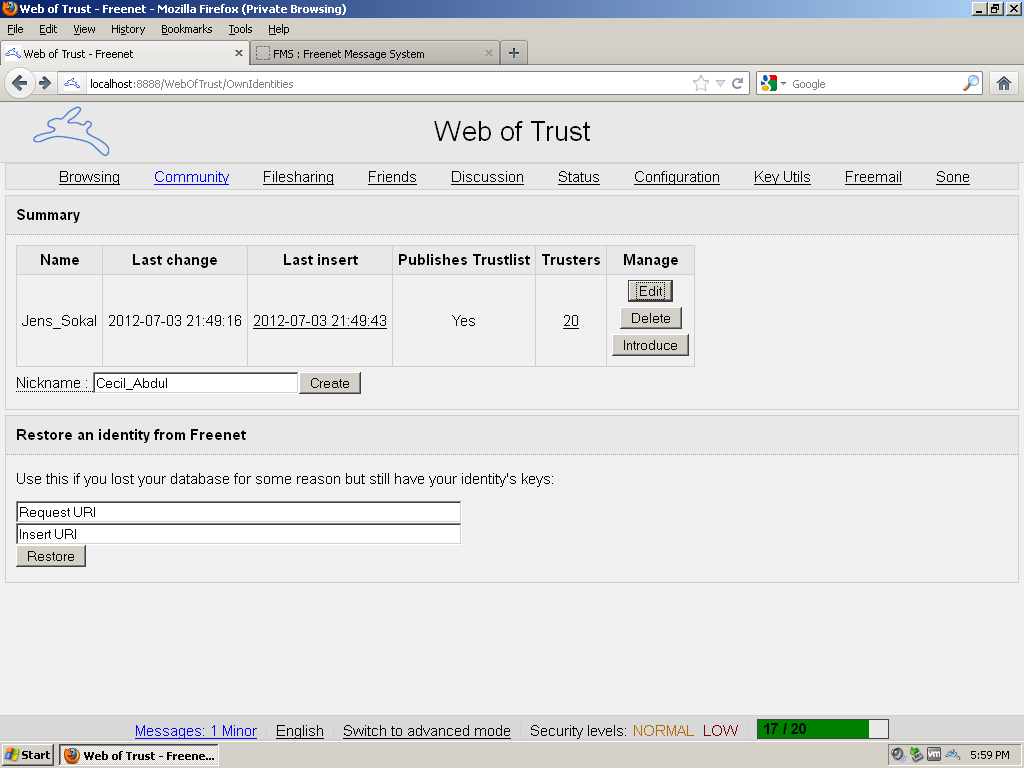 Web of Trust - Freenet - Mozilla Firefox (Private Browsing)
File Edit View History Bookmarks Tools Help
Web of Trust - Freenet
FMS : Freenet Message System
localhost:8888/WebOfTrust/OwnIdentities
Google
Web of Trust
Browsing Community Filesharing Friends Discussion Status Configuration Key Utils Freemail Sone
Summary
Name Last change Last insert Publishes Trustlist Trusters Manage
Edit
Jens_Sokal 2012-07-03 21:49:16 2012-07-03 21:49:43 Yes 20 Delete
Introduce
Nickname : Cecil_Abdul Create
Restore an identity from Freenet
Use this if you lost your database for some reason but still have your identity's keys:
Request URI
Insert URI
Restore
Messages: 1 Minor English Switch to advanced mode Security levels: NORMAL LOW 17 / 20
Start Web of Trust - Freene... 5:59 PM